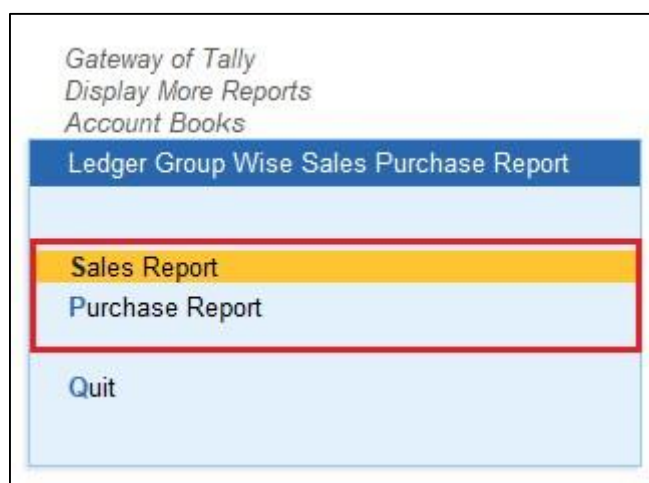 Gateway of Tally
Display More Reports
Account Books
Ledger Group Wise Sales Purchase Report
Sales Report
Purchase Report
Quit